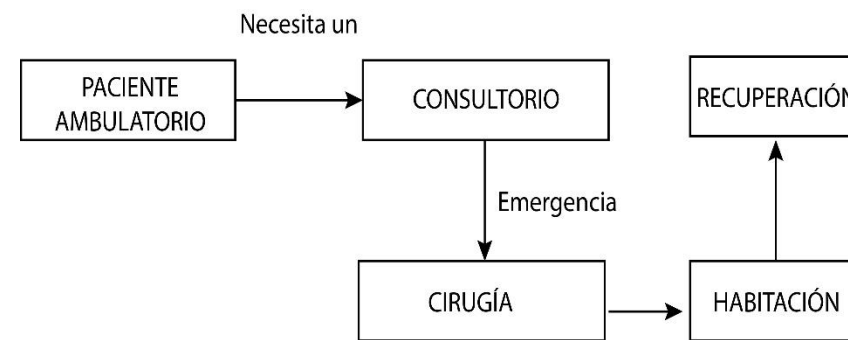 Necesita un
PACIENTE
AMBULATORIO
CONSULTORIO
RECUPERACIÓN
Emergencia
CIRUGÍA
HABITACIÓN